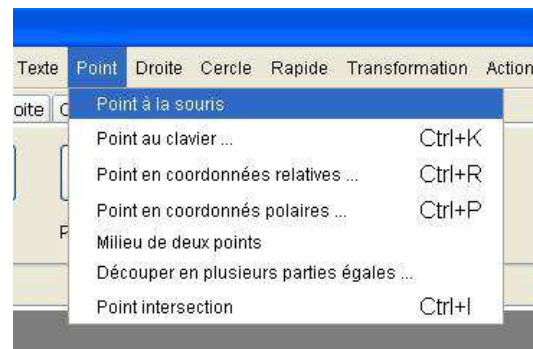 Texte Point Droite Cercle Rapide Transformation Action
oite
Point à la souris
Point au clavier ... Ctrl+K
Point en coordonnées relatives ... Ctrl+R
Point en coordonnés polaires ... Ctrl+P
Milieu de deux points
Découper en plusieurs parties égales ...
Point intersection Ctrl+I